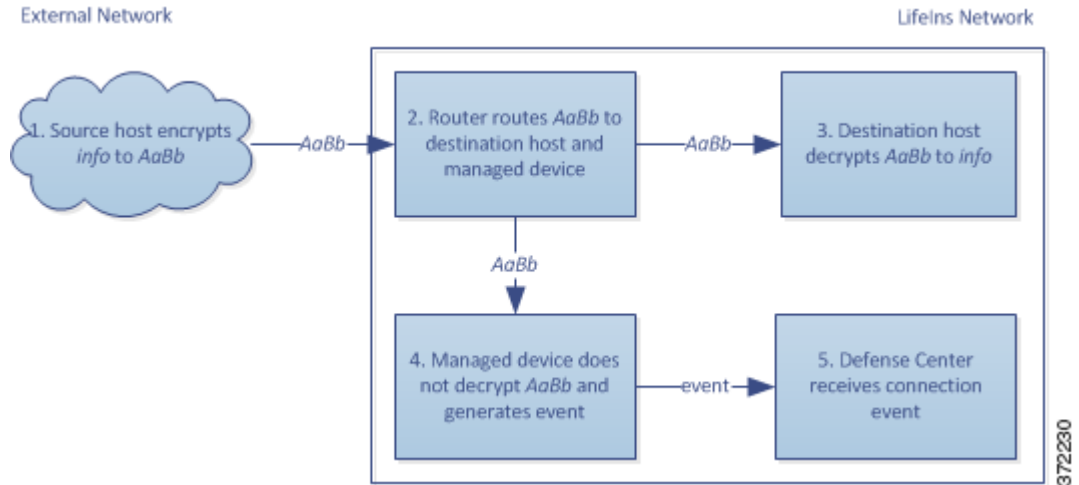 External Network
LifeIns Network
1. Source host encrypts
info to AaBb
AaBb
2. Router routes AaBb to
destination host and
managed device
AaBb
3. Destination host
decrypts AaBb to info
AaBb
4. Managed device does
not decrypt AaBb and
generates event
event
5. Defense Center
receives connection
event
372230